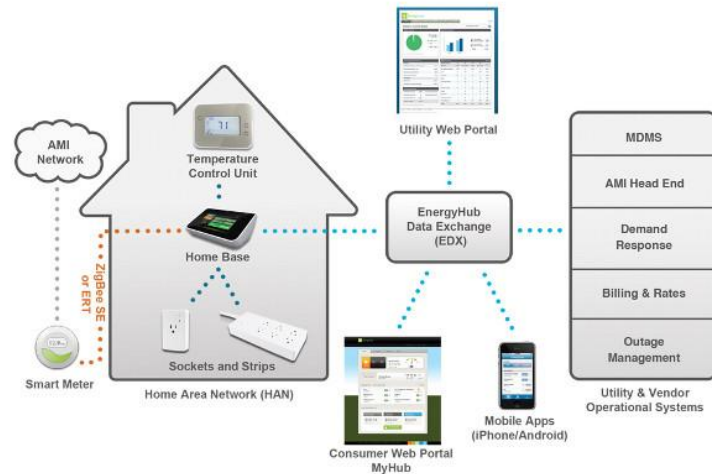 Utility Web Portal
AMI
Network
71
Temperature
Control Unit
Home Base
ZigBee SE
or ERT
Smart Meter
Sockets and Strips
Home Area Network (HAN)
EnergyHub
Data Exchange
(EDX)
Consumer Web Portal
MyHub
Mobile Apps
(iPhone/Android)
MDMS
AMI Head End
Demand
Response
Billing & Rates
Outage
Management
Utility & Vendor
Operational Systems